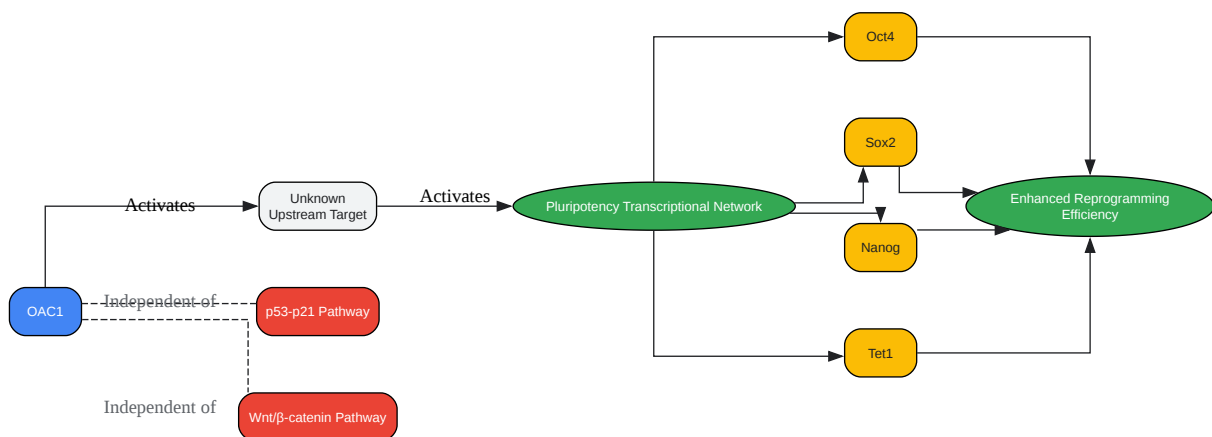 Oct4
Sox2
Activates
Unknown
Upstream Target
Activates
Pluripotency Transcriptional Network
Enhanced Reprogramming
Efficiency
Nanog
OAC1
Independent of
p53-p21 Pathway
Tet1
Independent of
Wnt/β-catenin Pathway